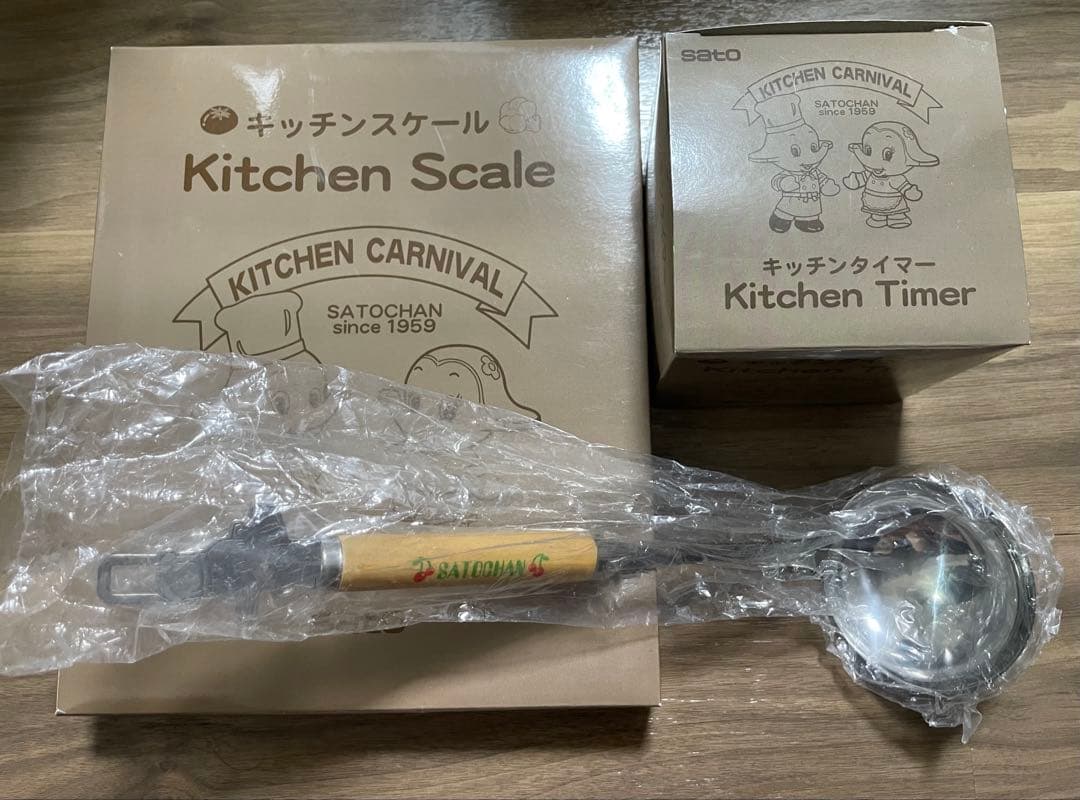 キッチンスケール
Kitchen Scale
KITCHEN CARNIVAL
SATOCHAN
since 1959
sato
KITCHEN CARNIVAL
SATOCHAN
since 1959
キッチンタイマー
Kitchen Timer
Kitchen T
SATOCHAN